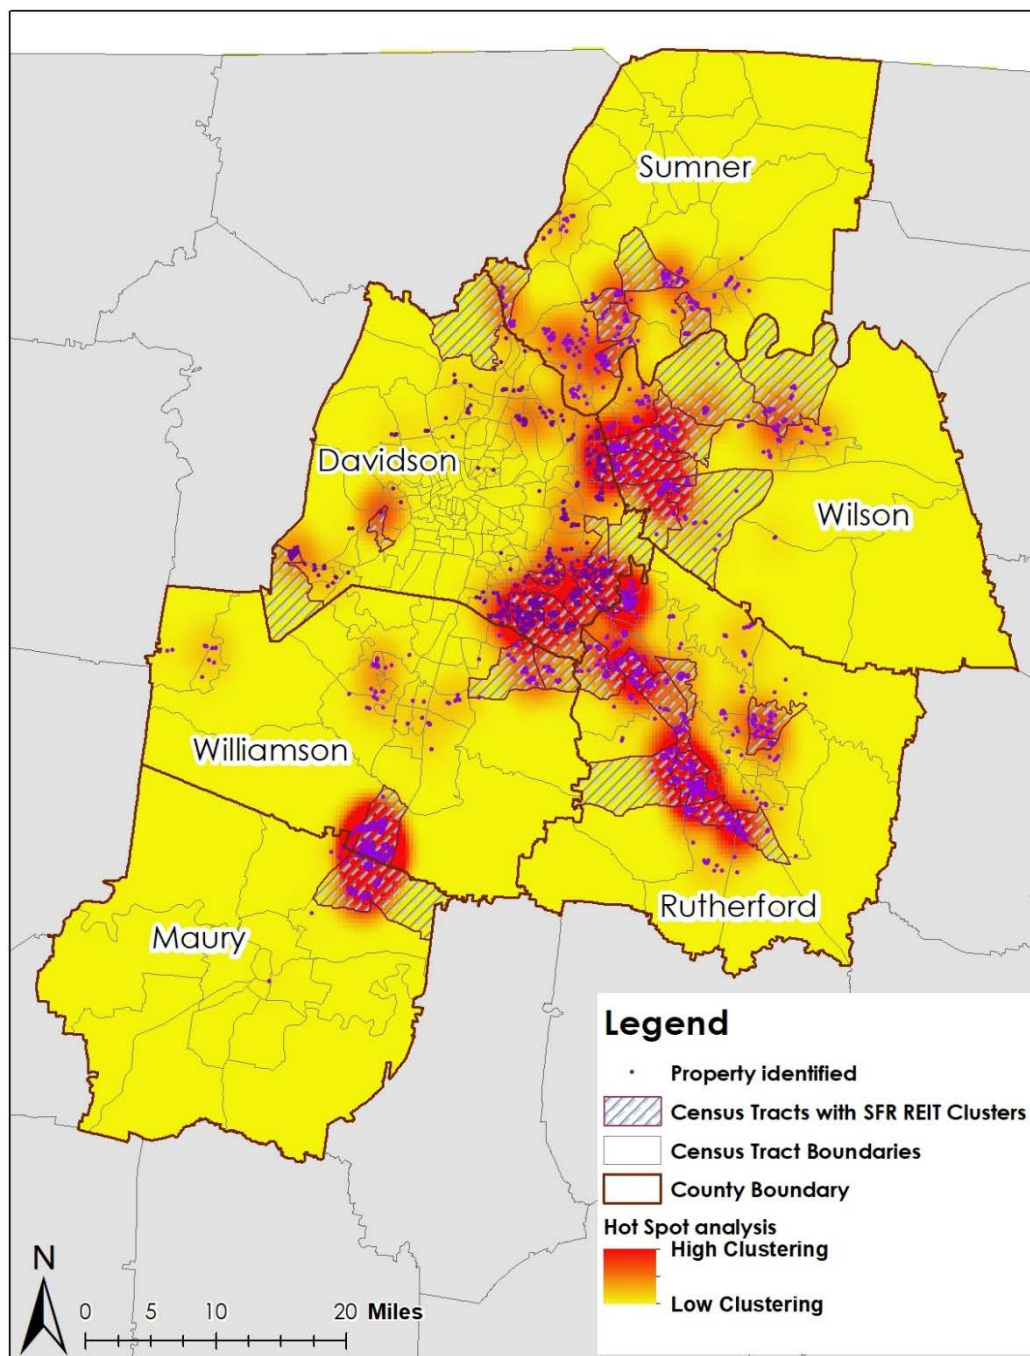 Sumner
Davidson
Wilson
Williamson
Rutherford
Maury
Legend
Property identified
Census Tracts with SFR REIT Clusters
Census Tract Boundaries
County Boundary
Hot Spot analysis
High Clustering
Low Clustering
N
0 5 10 20 Miles